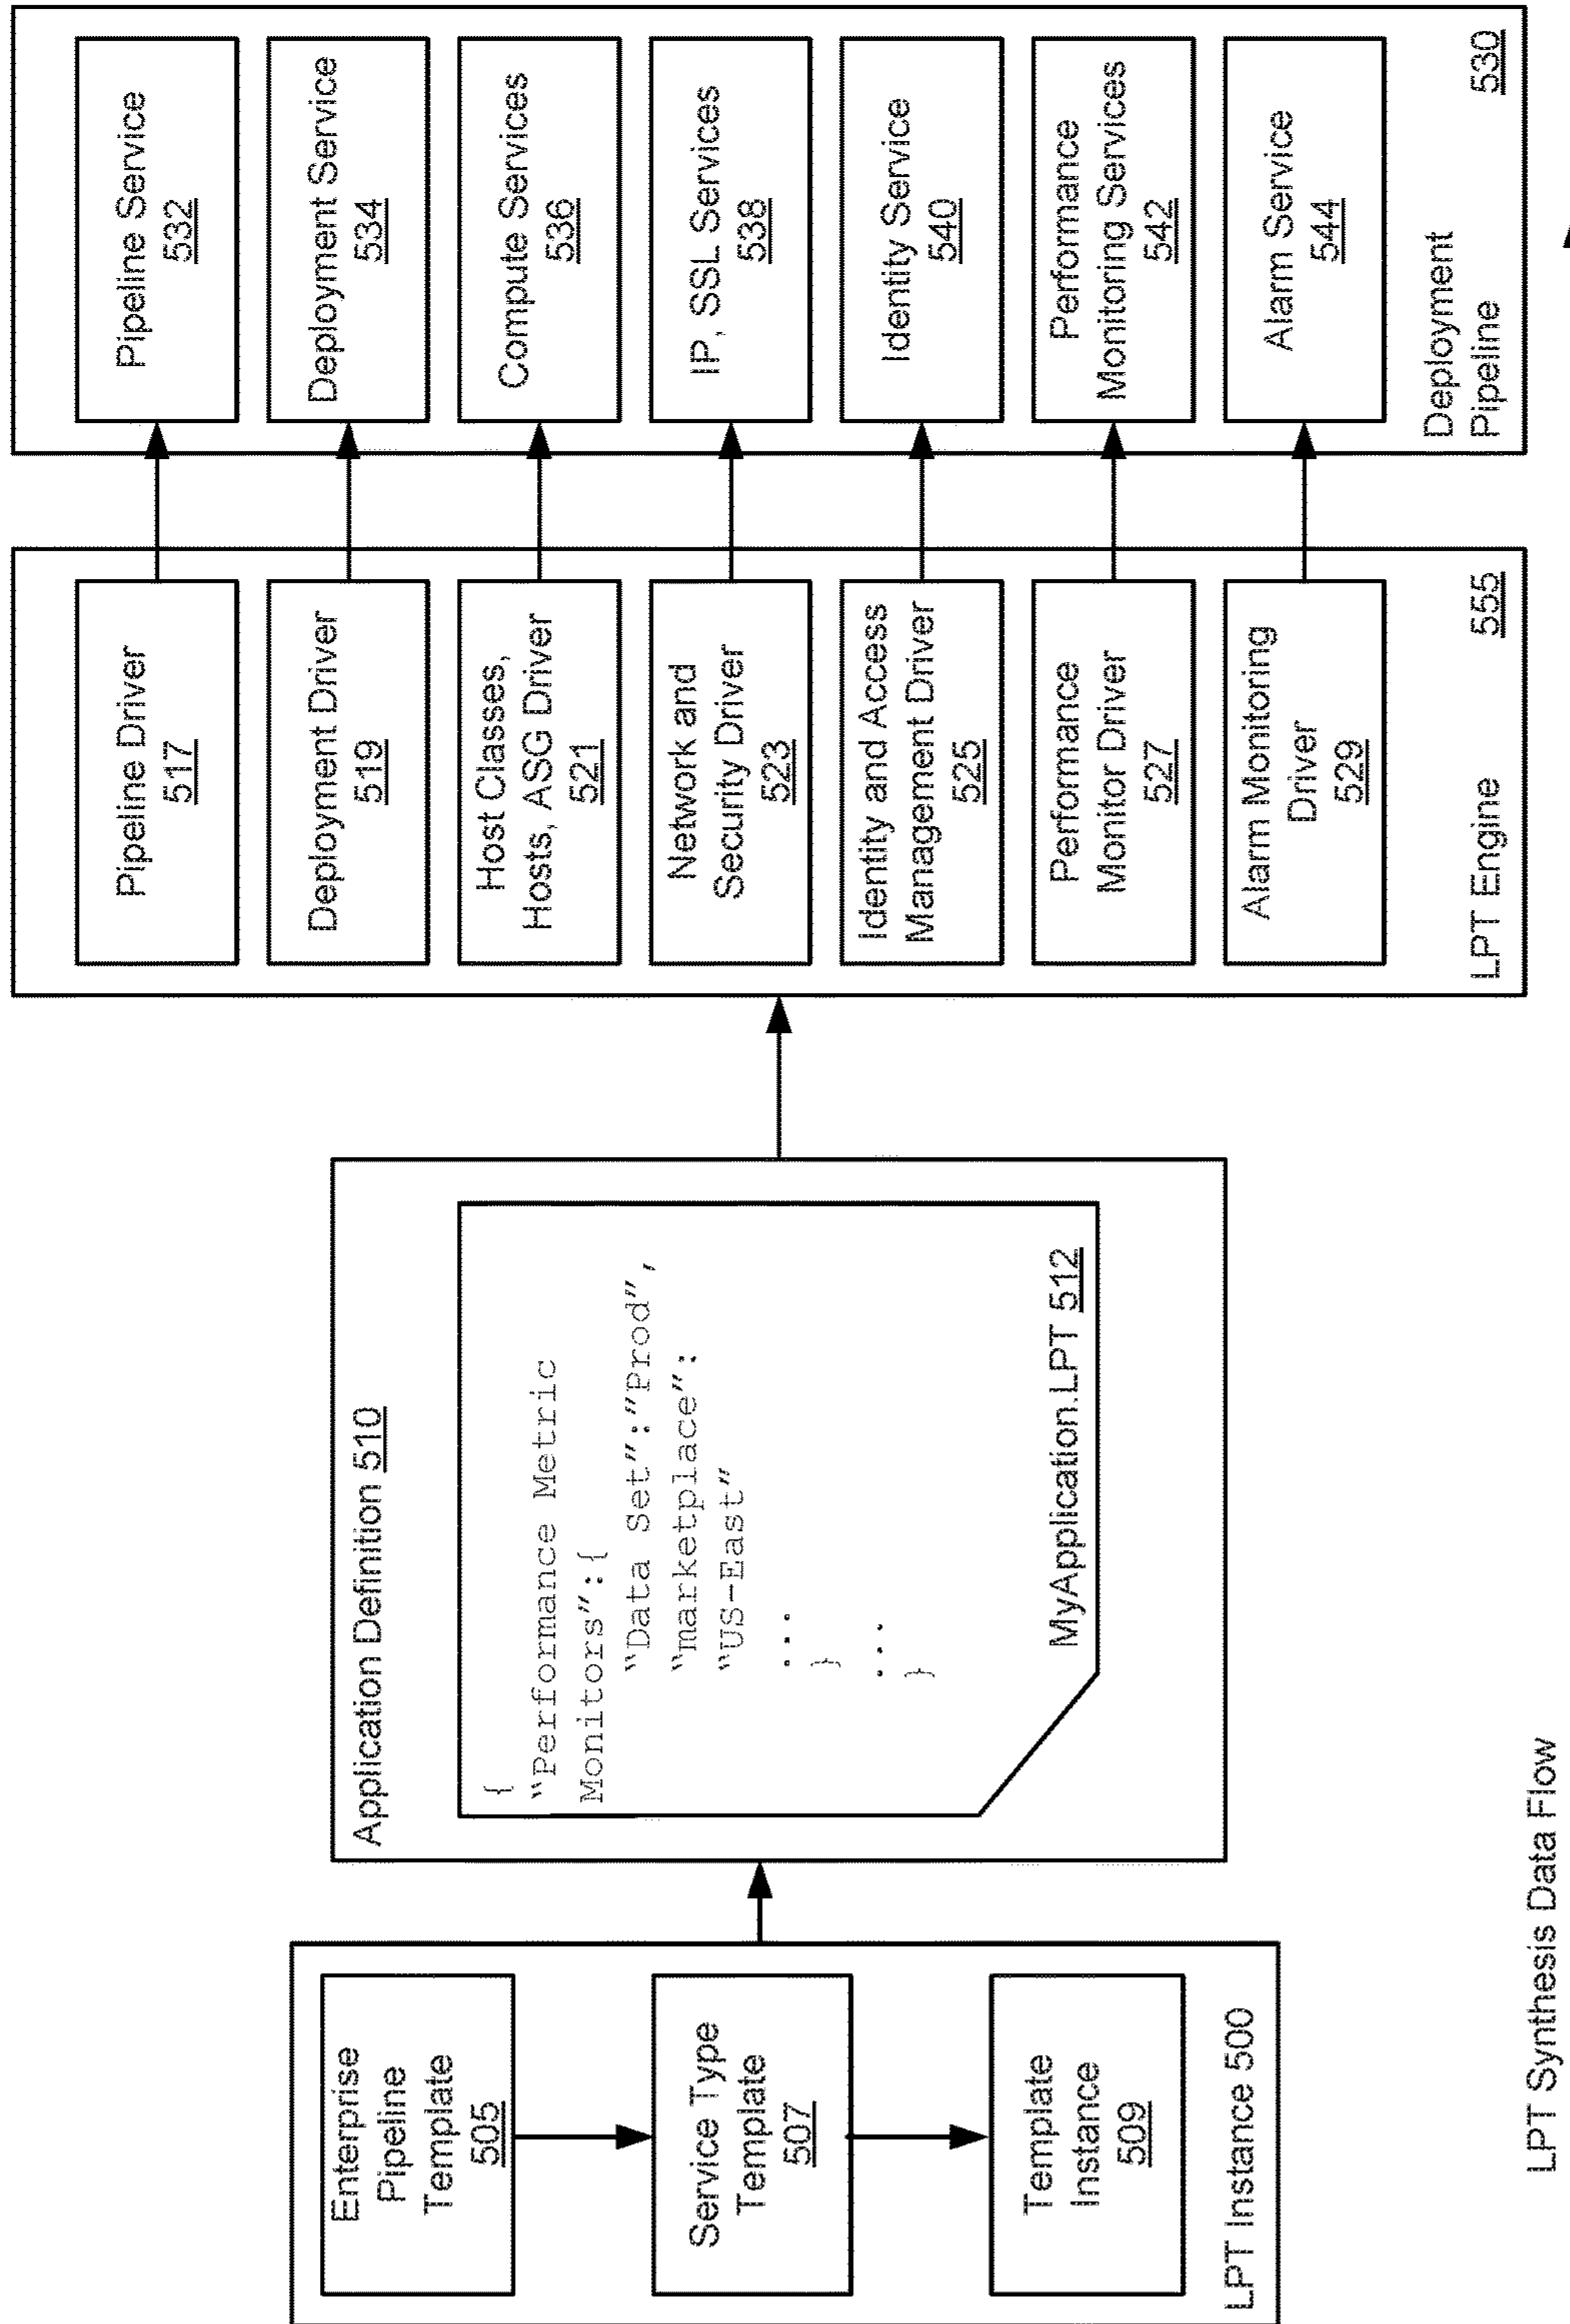 Enterprise
Pipeline
Template
505
Service Type
Template
507
Template
Instance
509
LPT Instance 500
Application Definition 510
{
“Performance Metric
Monitors”:{
“Data Set”:”Prod”,
“marketplace”:
“US-East”
...
}
...
}
MyApplication.LPT 512
Pipeline Driver
517
Deployment Driver
519
Host Classes,
Hosts, ASG Driver
521
Network and
Security Driver
523
Identity and Access
Management Driver
525
Performance
Monitor Driver
527
Alarm Monitoring
Driver
529
LPT Engine 555
Pipeline Service
532
Deployment Service
534
Compute Services
536
IP, SSL Services
538
Identity Service
540
Performance
Monitoring Services
542
Alarm Service
544
Deployment
Pipeline 530
LPT Synthesis Data Flow